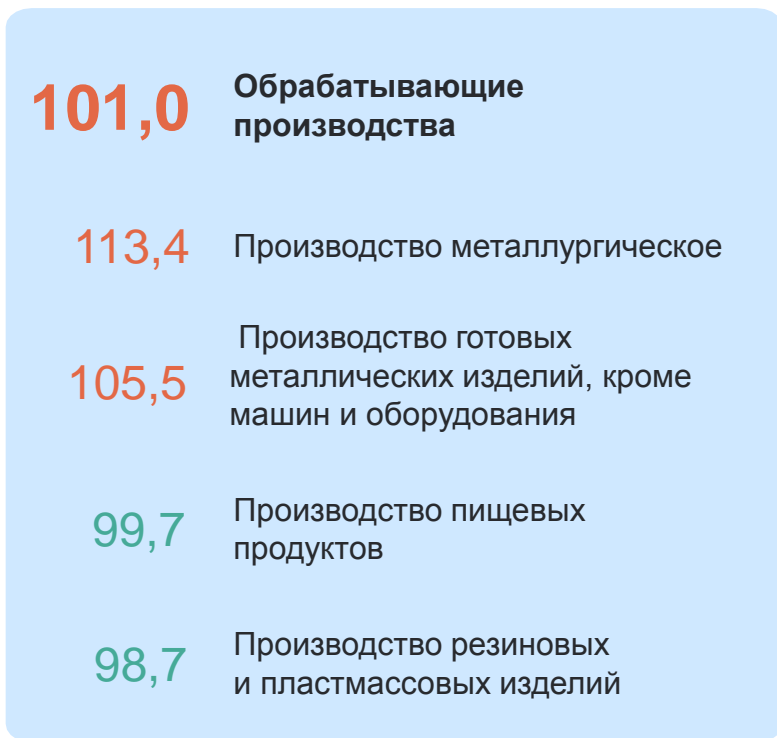 101,0 Обрабатывающие
производства
113,4 Производство металлургическое
Производство готовых
105,5 металлических изделий, кроме
машин и оборудования
99,7 Производство пищевых
продуктов
98,7 Производство резиновых
и пластмассовых изделий